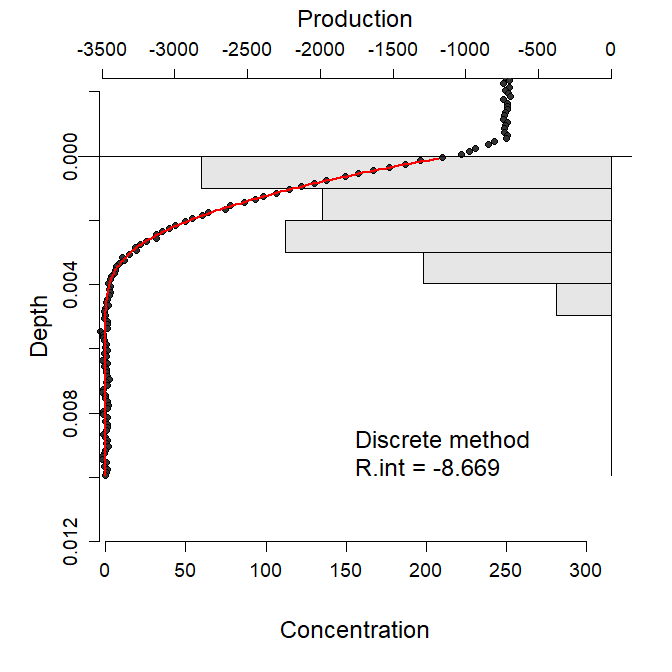 Production
-3500 -3000 -2500 -2000 -1500 -1000 -500 0
0.000
0.004
Depth
0.008
0.012
Discrete method
R.int = -8.669
0 50 100 150 200 250 300
Concentration